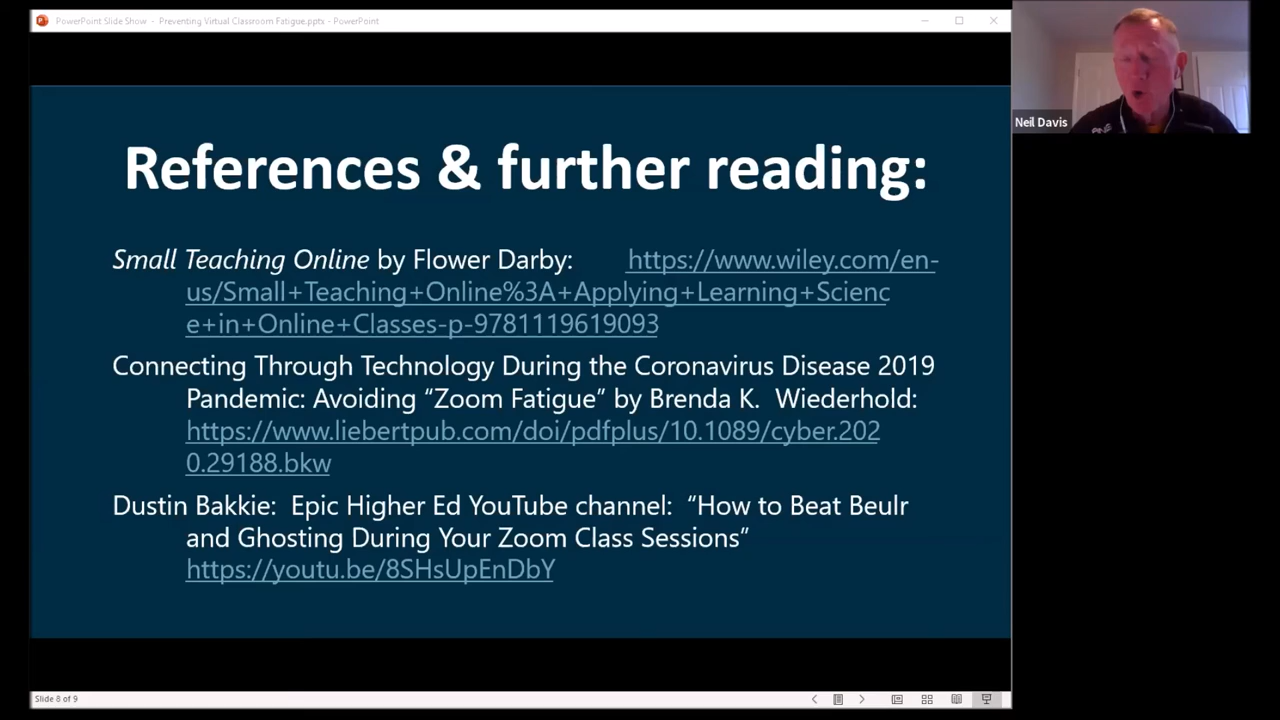 PowerPoint Slide Show - Preventing Virtual Classroom Fatigue.pptx - PowerPoint
Neil Davis
References & further reading:
Small Teaching Online by Flower Darby: https://www.wiley.com/en-
us/Small+Teaching+Online%3A+Applying+Learning+Scienc
e+in+Online+Classes-p-9781119619093
Connecting Through Technology During the Coronavirus Disease 2019
Pandemic: Avoiding “Zoom Fatigue” by Brenda K. Wiederhold:
https://www.liebertpub.com/doi/pdfplus/10.1089/cyber.202
0.29188.bkw
Dustin Bakkie: Epic Higher Ed YouTube channel: “How to Beat Beulr
and Ghosting During Your Zoom Class Sessions”
https://youtu.be/8SHsUpEnDbY
Slide 8 of 9